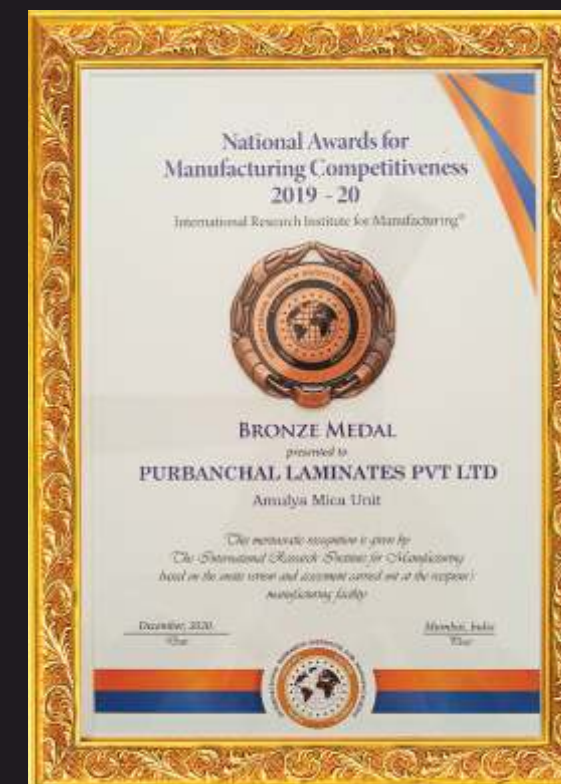 National Awards for
Manufacturing Competitiveness
2019 - 20
International Research Institute for Manufacturing®
BRONZE MEDAL
presented to
PURBANCHAL LAMINATES PVT LTD
Amulya Mica Unit
This meritocratic recognition is given by
The International Research Institute for Manufacturing
based on the onsite review and assessment carried out at the recipient's
manufacturing facility
December, 2020
Mumbai, India
Place